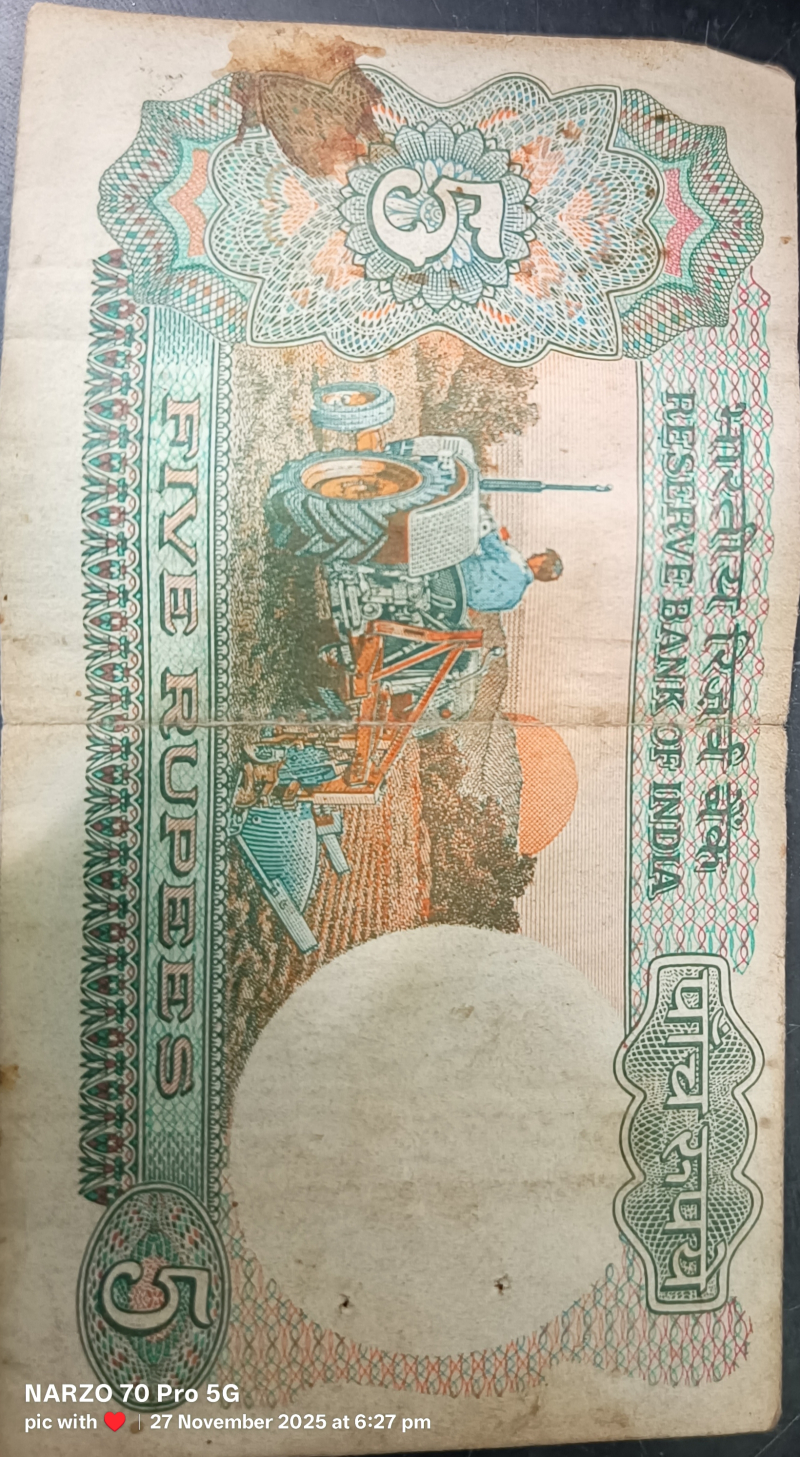 भारतीय रिज़र्व बैंक
RESERVE BANK OF INDIA
पाँच रुपये
5
FIVE RUPEES
5
NARZO 70 Pro 5G
pic with ❤️ | 27 November 2025 at 6:27 pm